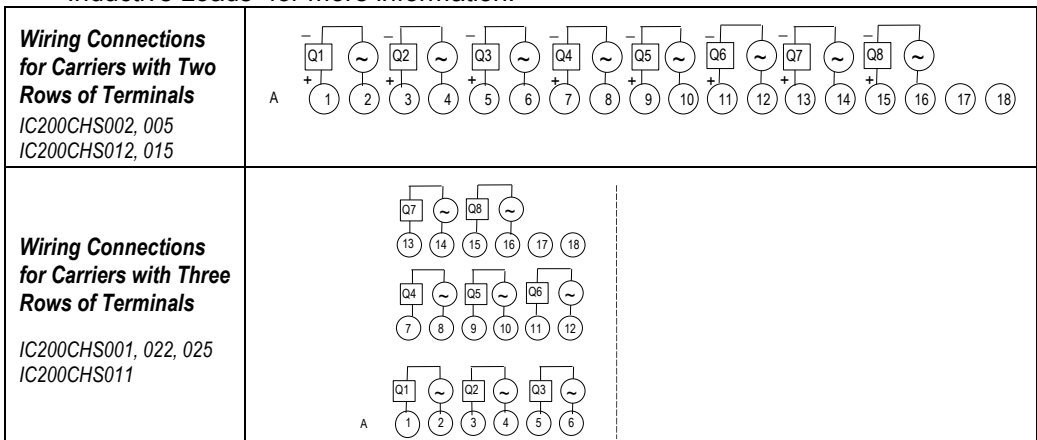 Inductive Loads" for more information.
Wiring Connections
for Carriers with Two
Rows of Terminals
IC200CHS002, 005
IC200CHS012, 015
– – – – – – – –
Q1 ~ Q2 ~ Q3 ~ Q4 ~ Q5 ~ Q6 ~ Q7 ~ Q8 ~
+ + + + + + + +
A 1 2 3 4 5 6 7 8 9 10 11 12 13 14 15 16 17 18
Wiring Connections
for Carriers with Three
Rows of Terminals
IC200CHS001, 022, 025
IC200CHS011
Q7 ~ Q8 ~
13 14 15 16 17 18
Q4 ~ Q5 ~ Q6 ~
7 8 9 10 11 12
Q1 ~ Q2 ~ Q3 ~
A 1 2 3 4 5 6